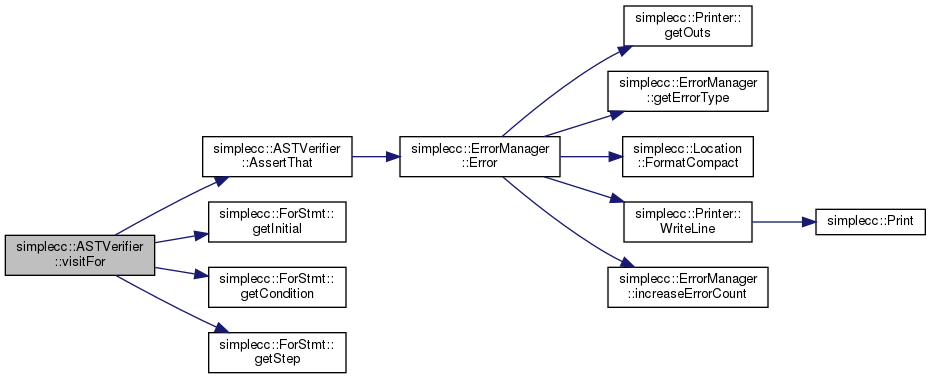 simplecc::ASTVerifier
::visitFor
simplecc::ASTVerifier
::AssertThat
simplecc::ForStmt::
getInitial
simplecc::ForStmt::
getCondition
simplecc::ForStmt::
getStep
simplecc::ErrorManager
::Error
simplecc::Printer::
getOuts
simplecc::ErrorManager
::getErrorType
simplecc::Location
::FormatCompact
simplecc::Printer::
WriteLine
simplecc::ErrorManager
::increaseErrorCount
simplecc::Print